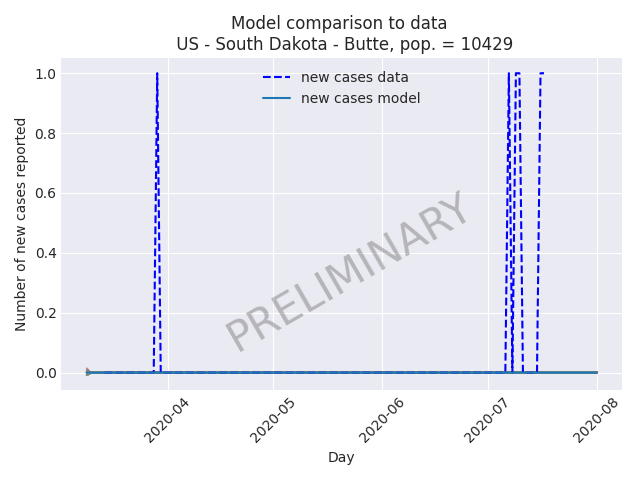 Model comparison to data
US - South Dakota - Butte, pop. = 10429
new cases data
new cases model
Number of new cases reported
1.0
0.8
0.6
0.4
0.2
0.0
PRELIMINARY
2020-04
2020-05
2020-06
2020-07
2020-08
Day